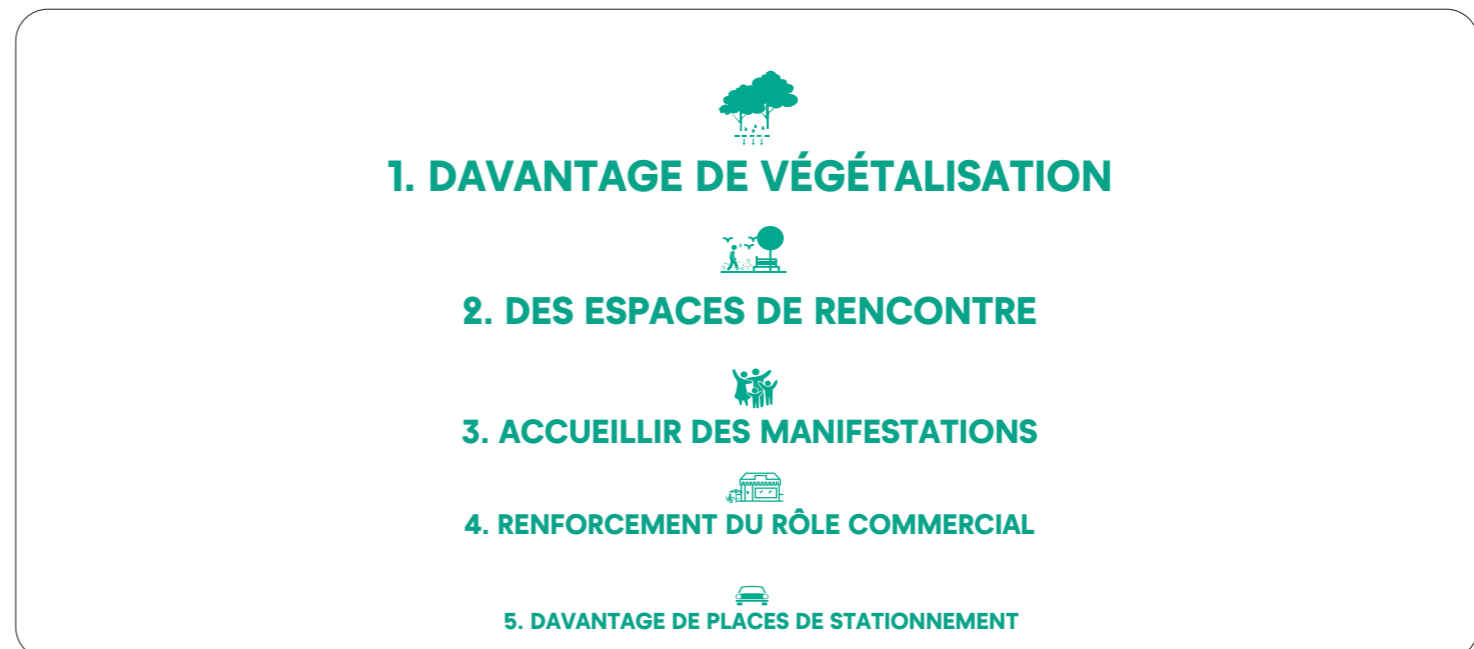 1. DAVANTAGE DE VÉGÉTALISATION
2. DES ESPACES DE RENCONTRE
3. ACCUEILLIR DES MANIFESTATIONS
4. RENFORCEMENT DU RÔLE COMMERCIAL
5. DAVANTAGE DE PLACES DE STATIONNEMENT